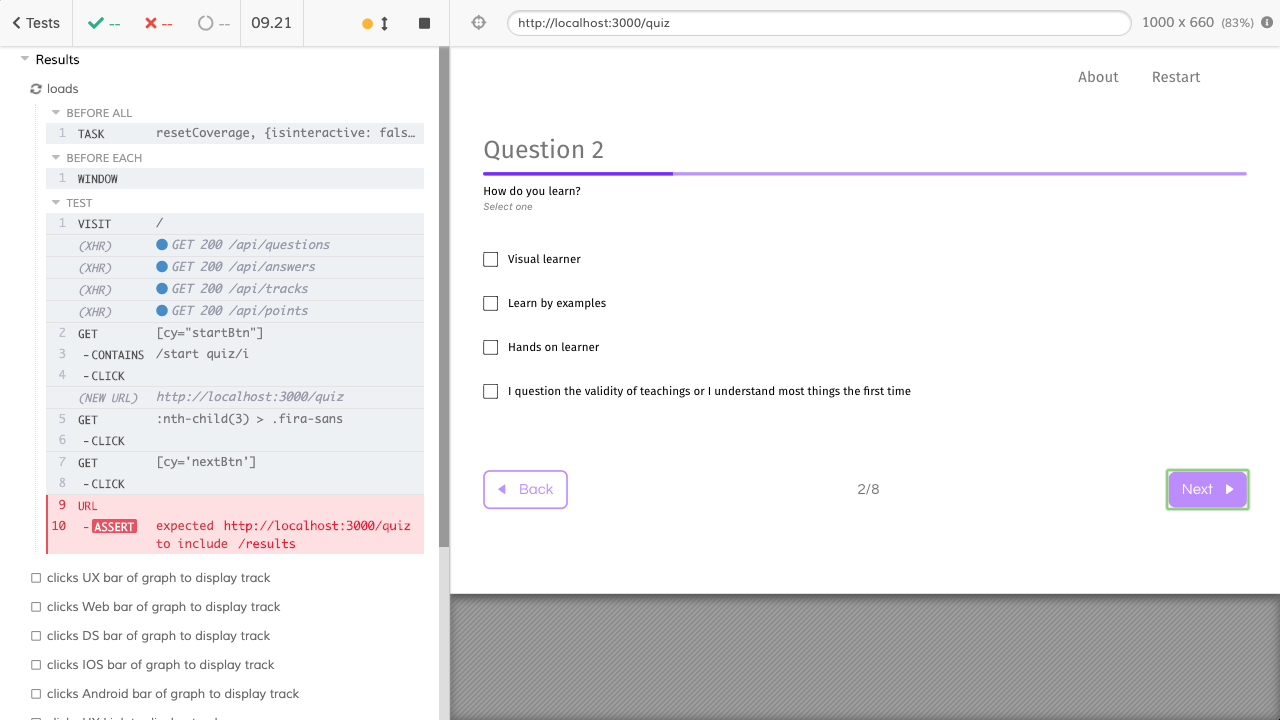 Tests
--
--
--
09.21
http://localhost:3000/quiz
1000 x 660 (83%)
Results
loads
BEFORE ALL
1 TASK resetCoverage, {isinteractive: fals…
BEFORE EACH
1 WINDOW
TEST
1 VISIT /
(XHR) GET 200 /api/questions
(XHR) GET 200 /api/answers
(XHR) GET 200 /api/tracks
(XHR) GET 200 /api/points
2 GET [cy="startBtn"]
3 -CONTAINS /start quiz/i
4 -CLICK
(NEW URL) http://localhost:3000/quiz
5 GET :nth-child(3) > .fira-sans
6 -CLICK
7 GET [cy='nextBtn']
8 -CLICK
9 URL
10 -ASSERT expected http://localhost:3000/quiz
to include /results
clicks UX bar of graph to display track
clicks Web bar of graph to display track
clicks DS bar of graph to display track
clicks IOS bar of graph to display track
clicks Android bar of graph to display track
About Restart
Question 2
How do you learn?
Select one
Visual learner
Learn by examples
Hands on learner
I question the validity of teachings or I understand most things the first time
Back
2/8
Next